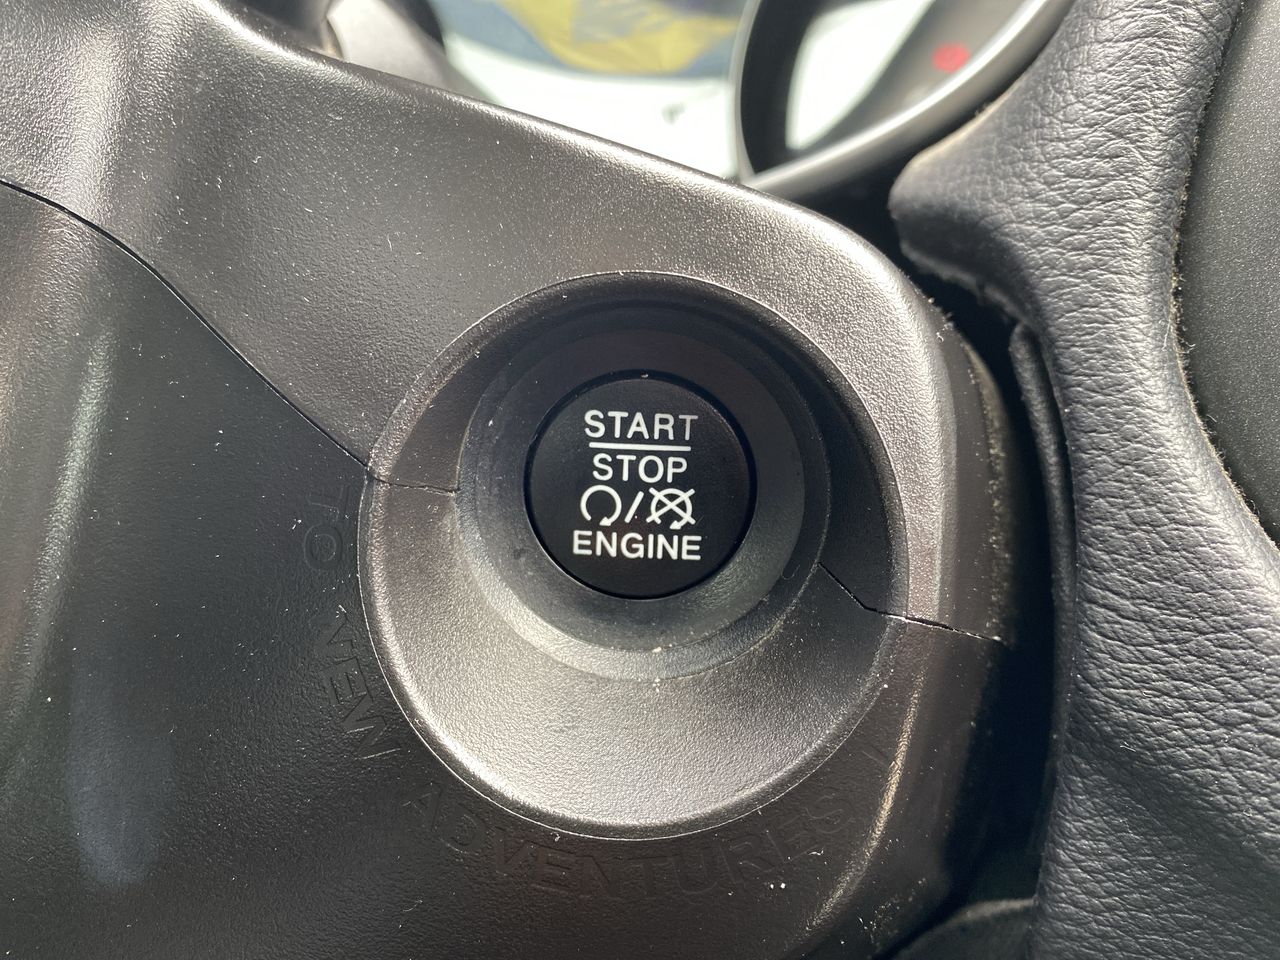 START
STOP
ENGINE
TO NEW ADVENTURES!